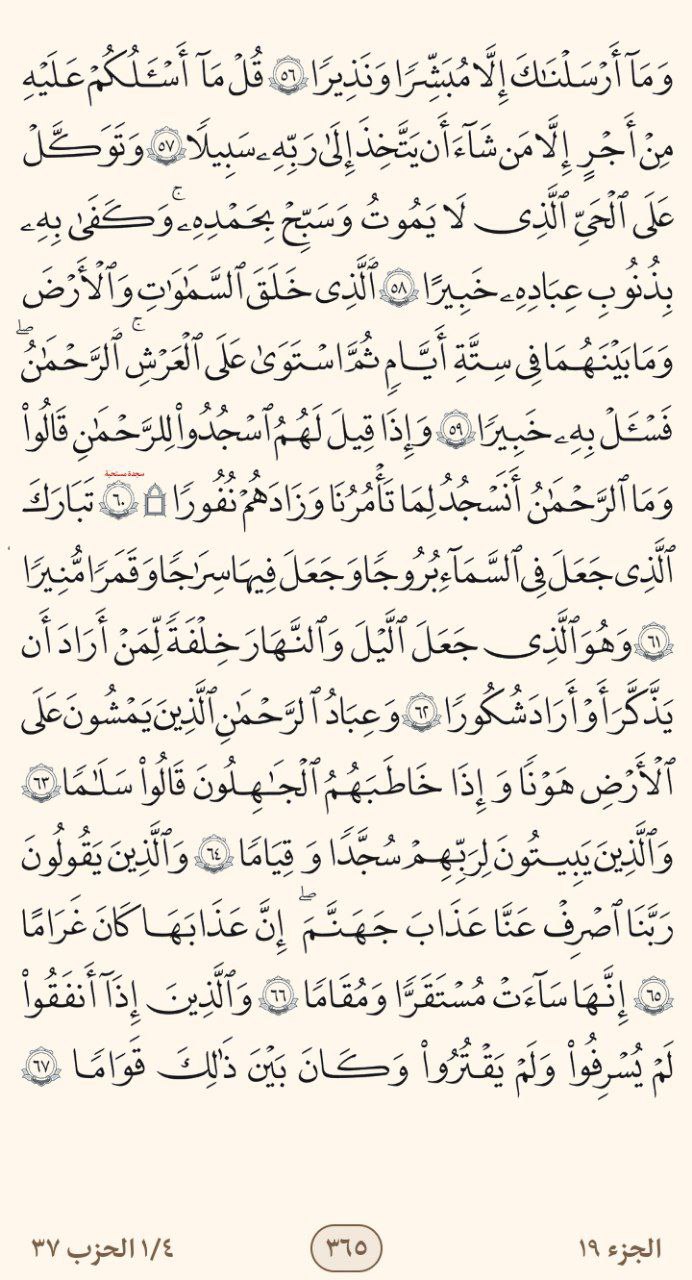 وَمَآ أَرْسَلْنَٰكَ إِلَّا مُبَشِّرًا وَنَذِيرًا ٥٦ قُلْ مَآ أَسْـَٔلُكُمْ عَلَيْهِ
مِنْ أَجْرٍ إِلَّا مَن شَآءَ أَن يَتَّخِذَ إِلَىٰ رَبِّهِۦ سَبِيلًا ٥٧ وَتَوَكَّلْ
عَلَى ٱلْحَيِّ ٱلَّذِى لَا يَمُوتُ وَسَبِّحْ بِحَمْدِهِۦ ۚ وَكَفَىٰ بِهِۦ
بِذُنُوبِ عِبَادِهِۦ خَبِيرًا ٥٨ ٱلَّذِى خَلَقَ ٱلسَّمَٰوَٰتِ وَٱلْأَرْضَ
وَمَا بَيْنَهُمَا فِى سِتَّةِ أَيَّامٍ ثُمَّ ٱسْتَوَىٰ عَلَى ٱلْعَرْشِ ۚ ٱلرَّحْمَٰنُ ۖ
فَسْـَٔلْ بِهِۦ خَبِيرًا ٥٩ وَإِذَا قِيلَ لَهُمُ ٱسْجُدُوا۟ لِلرَّحْمَٰنِ قَالُوا۟
وَمَا ٱلرَّحْمَٰنُ أَنَسْجُدُ لِمَا تَأْمُرُنَا وَزَادَهُمْ نُفُورًا ۩ ٦٠ سجدة مستحبة تَبَارَكَ
ٱلَّذِى جَعَلَ فِى ٱلسَّمَآءِ بُرُوجًا وَجَعَلَ فِيهَا سِرَٰجًا وَقَمَرًا مُّنِيرًا
٦١ وَهُوَ ٱلَّذِى جَعَلَ ٱلَّيْلَ وَٱلنَّهَارَ خِلْفَةً لِّمَنْ أَرَادَ أَن
يَذَّكَّرَ أَوْ أَرَادَ شُكُورًا ٦٢ وَعِبَادُ ٱلرَّحْمَٰنِ ٱلَّذِينَ يَمْشُونَ عَلَى
ٱلْأَرْضِ هَوْنًا وَإِذَا خَاطَبَهُمُ ٱلْجَٰهِلُونَ قَالُوا۟ سَلَٰمًا ٦٣
وَٱلَّذِينَ يَبِيتُونَ لِرَبِّهِمْ سُجَّدًا وَقِيَامًا ٦٤ وَٱلَّذِينَ يَقُولُونَ
رَبَّنَا ٱصْرِفْ عَنَّا عَذَابَ جَهَنَّمَ ۖ إِنَّ عَذَابَهَا كَانَ غَرَامًا
٦٥ إِنَّهَا سَآءَتْ مُسْتَقَرًّا وَمُقَامًا ٦٦ وَٱلَّذِينَ إِذَآ أَنفَقُوا۟
لَمْ يُسْرِفُوا۟ وَلَمْ يَقْتُرُوا۟ وَكَانَ بَيْنَ ذَٰلِكَ قَوَامًا ٦٧
الجزء ١٩ ٣٦٥ ١/٤ الحزب ٣٧